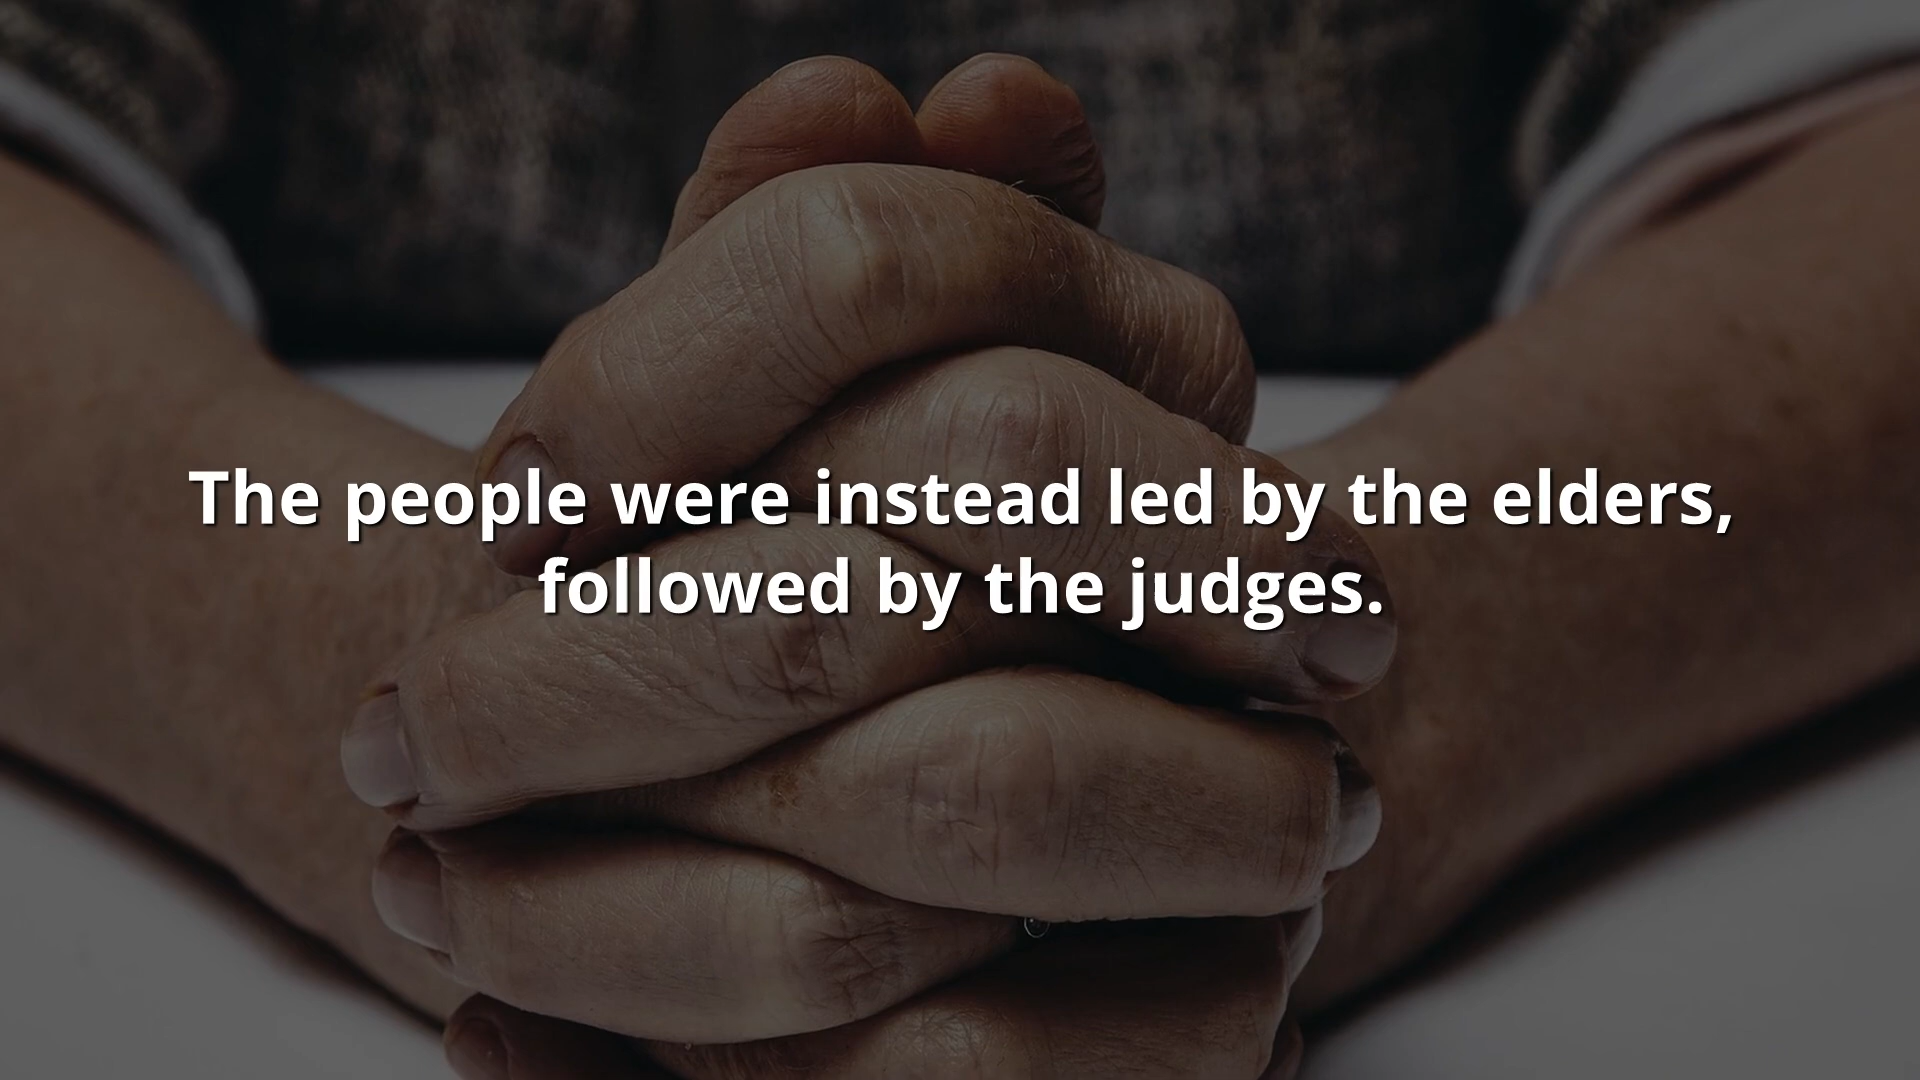 The people were instead led by the elders,
followed by the judges.